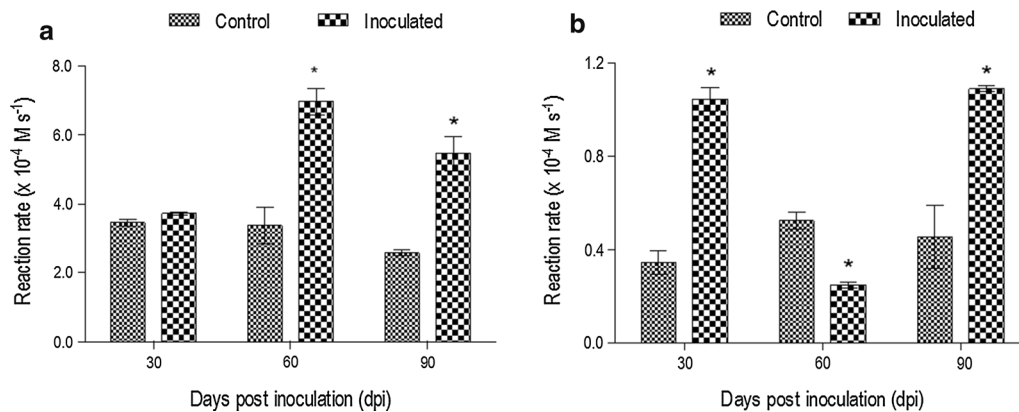 a
Control Inoculated
8.0
6.0
4.0
2.0
0.0
Reaction rate (x 10⁻⁴ M s⁻¹)
* *
30 60 90
Days post inoculation (dpi)
b
Control Inoculated
1.2
0.8
0.4
0.0
Reaction rate (x 10⁻⁴ M s⁻¹)
* * *
30 60 90
Days post inoculation (dpi)